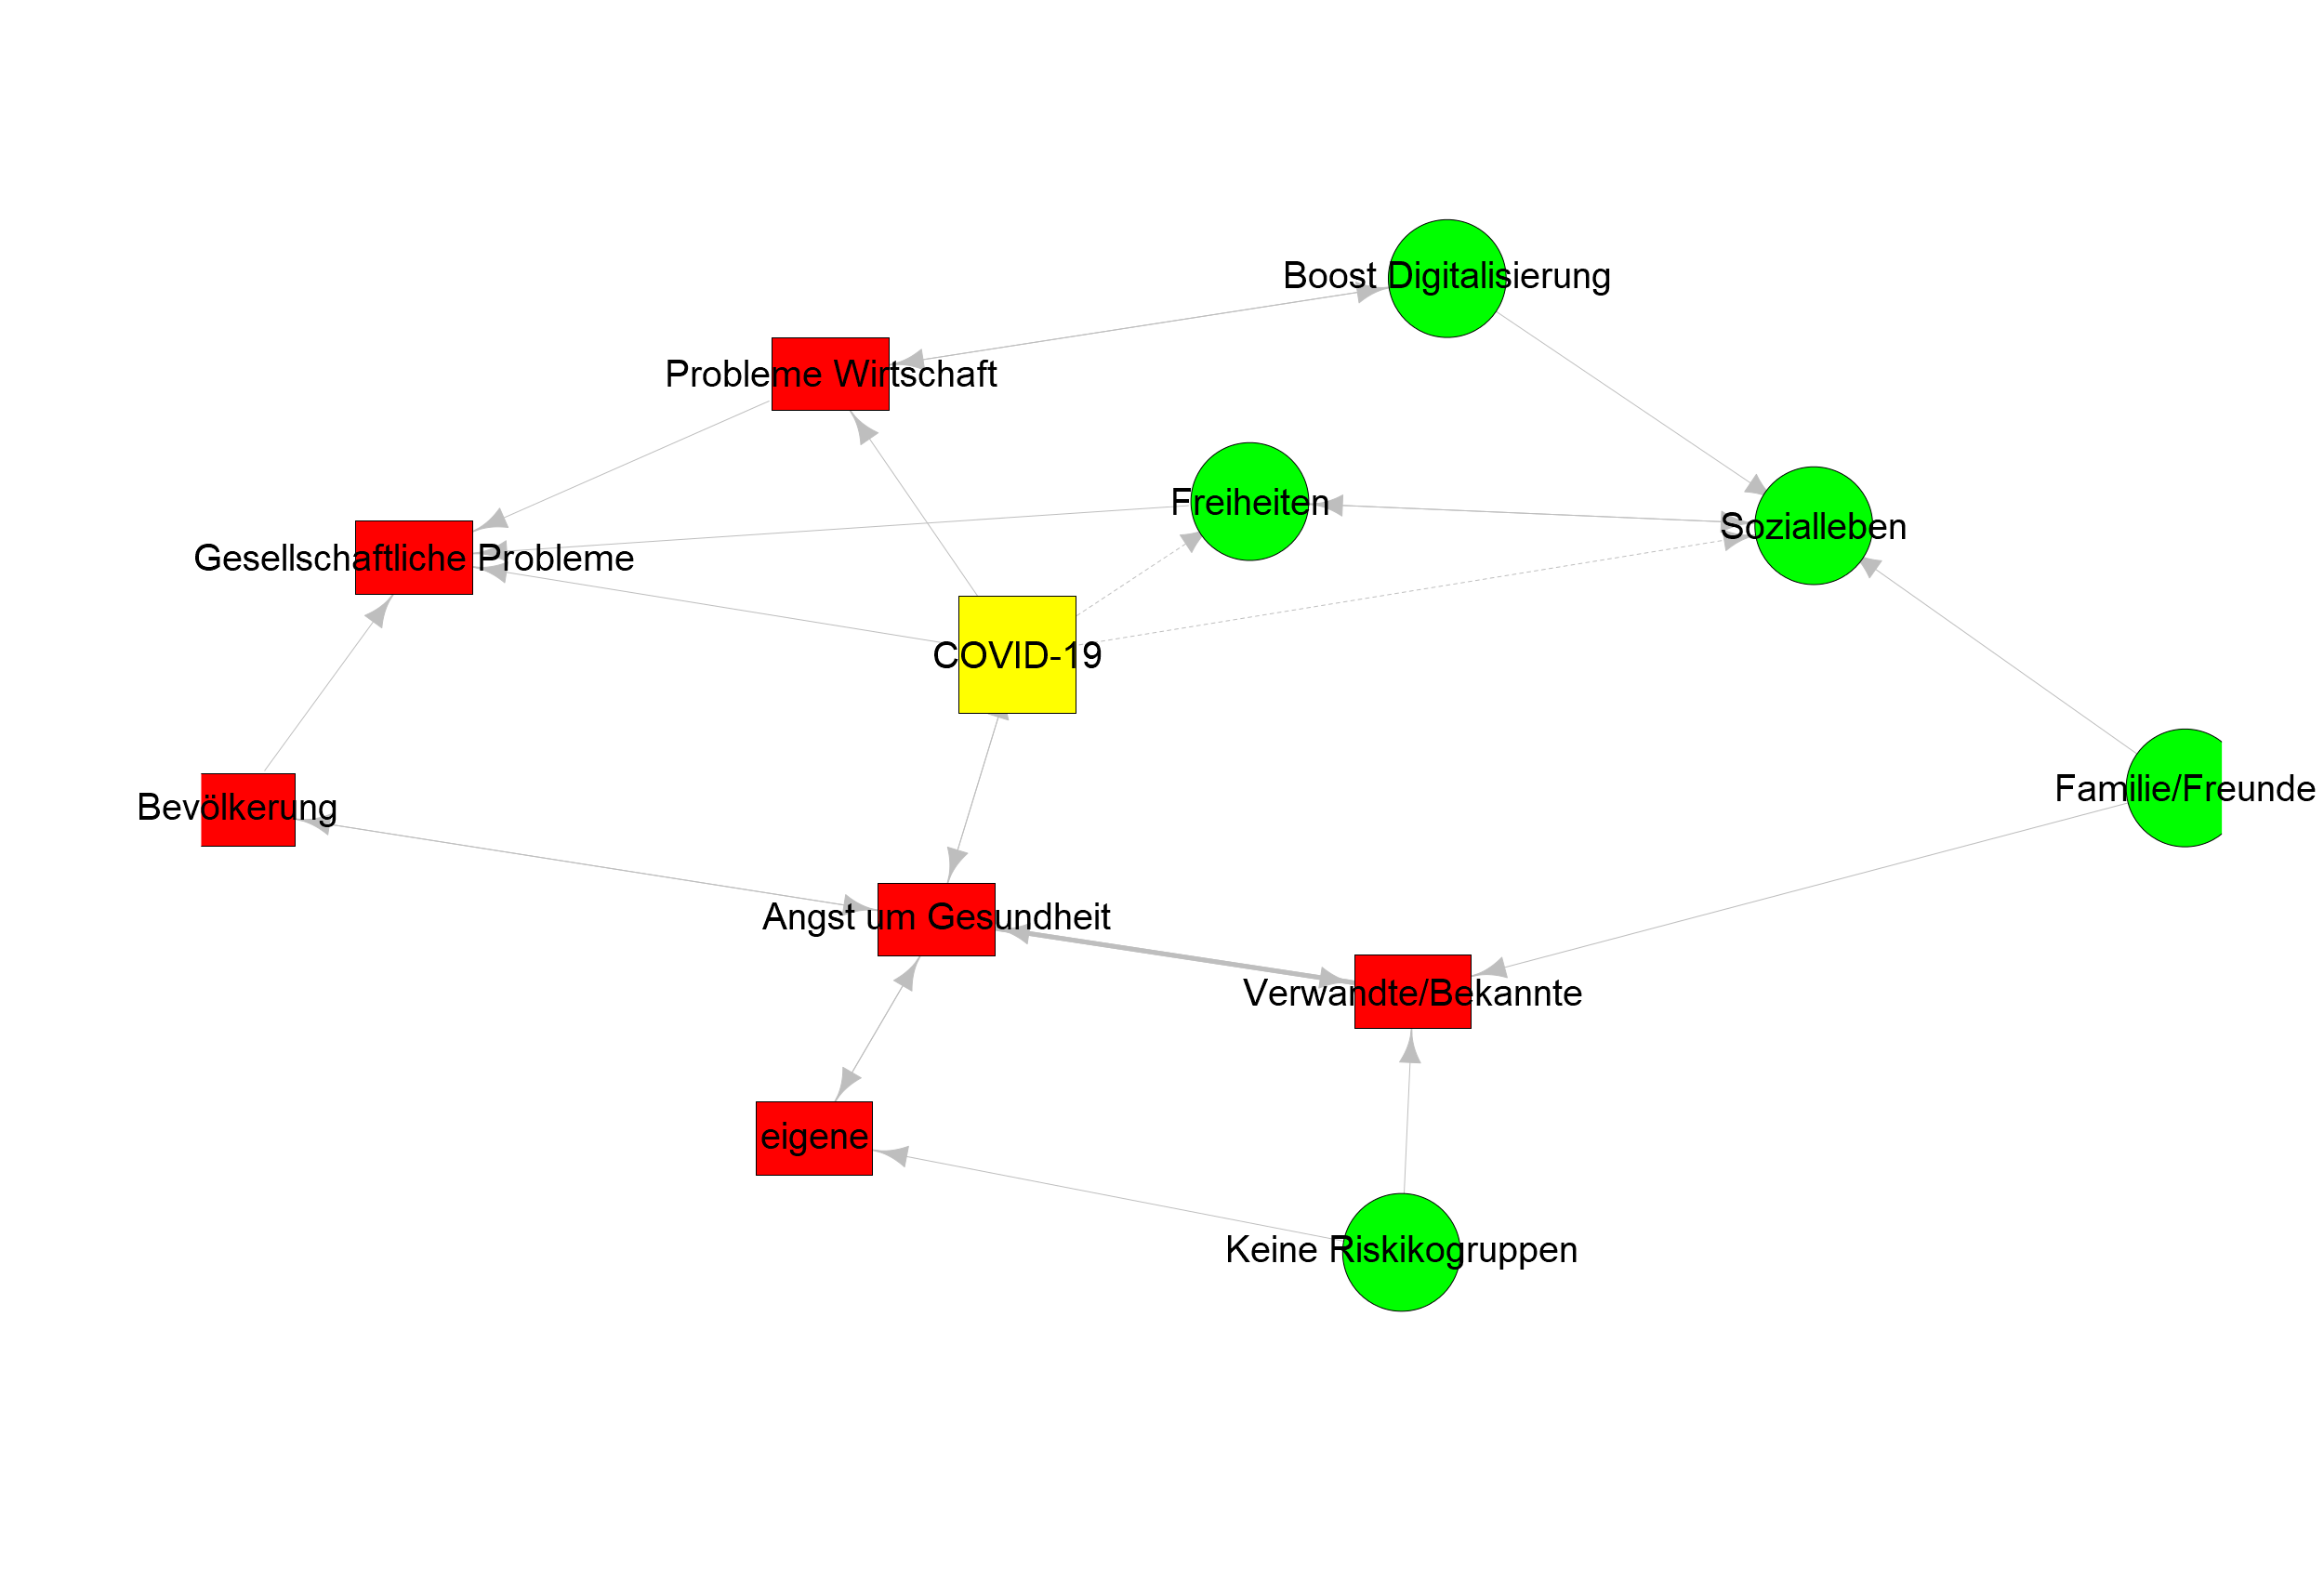 Boost Digitalisierung
Probleme Wirtschaft
Freiheiten
Sozialleben
Gesellschaftliche Probleme
COVID-19
Familie/Freunde
Bevölkerung
Angst um Gesundheit
Verwandte/Bekannte
eigene
Keine Riskikogruppen